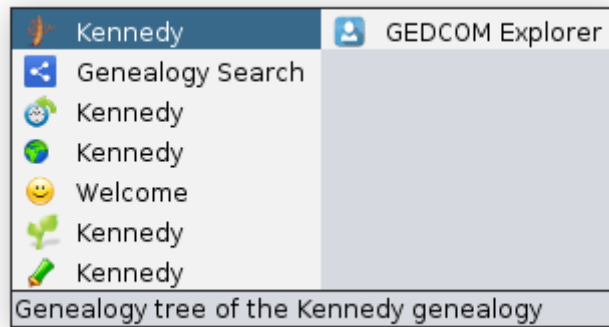 Kennedy
GEDCOM Explorer
Genealogy Search
Kennedy
Kennedy
Welcome
Kennedy
Kennedy
Genealogy tree of the Kennedy genealogy